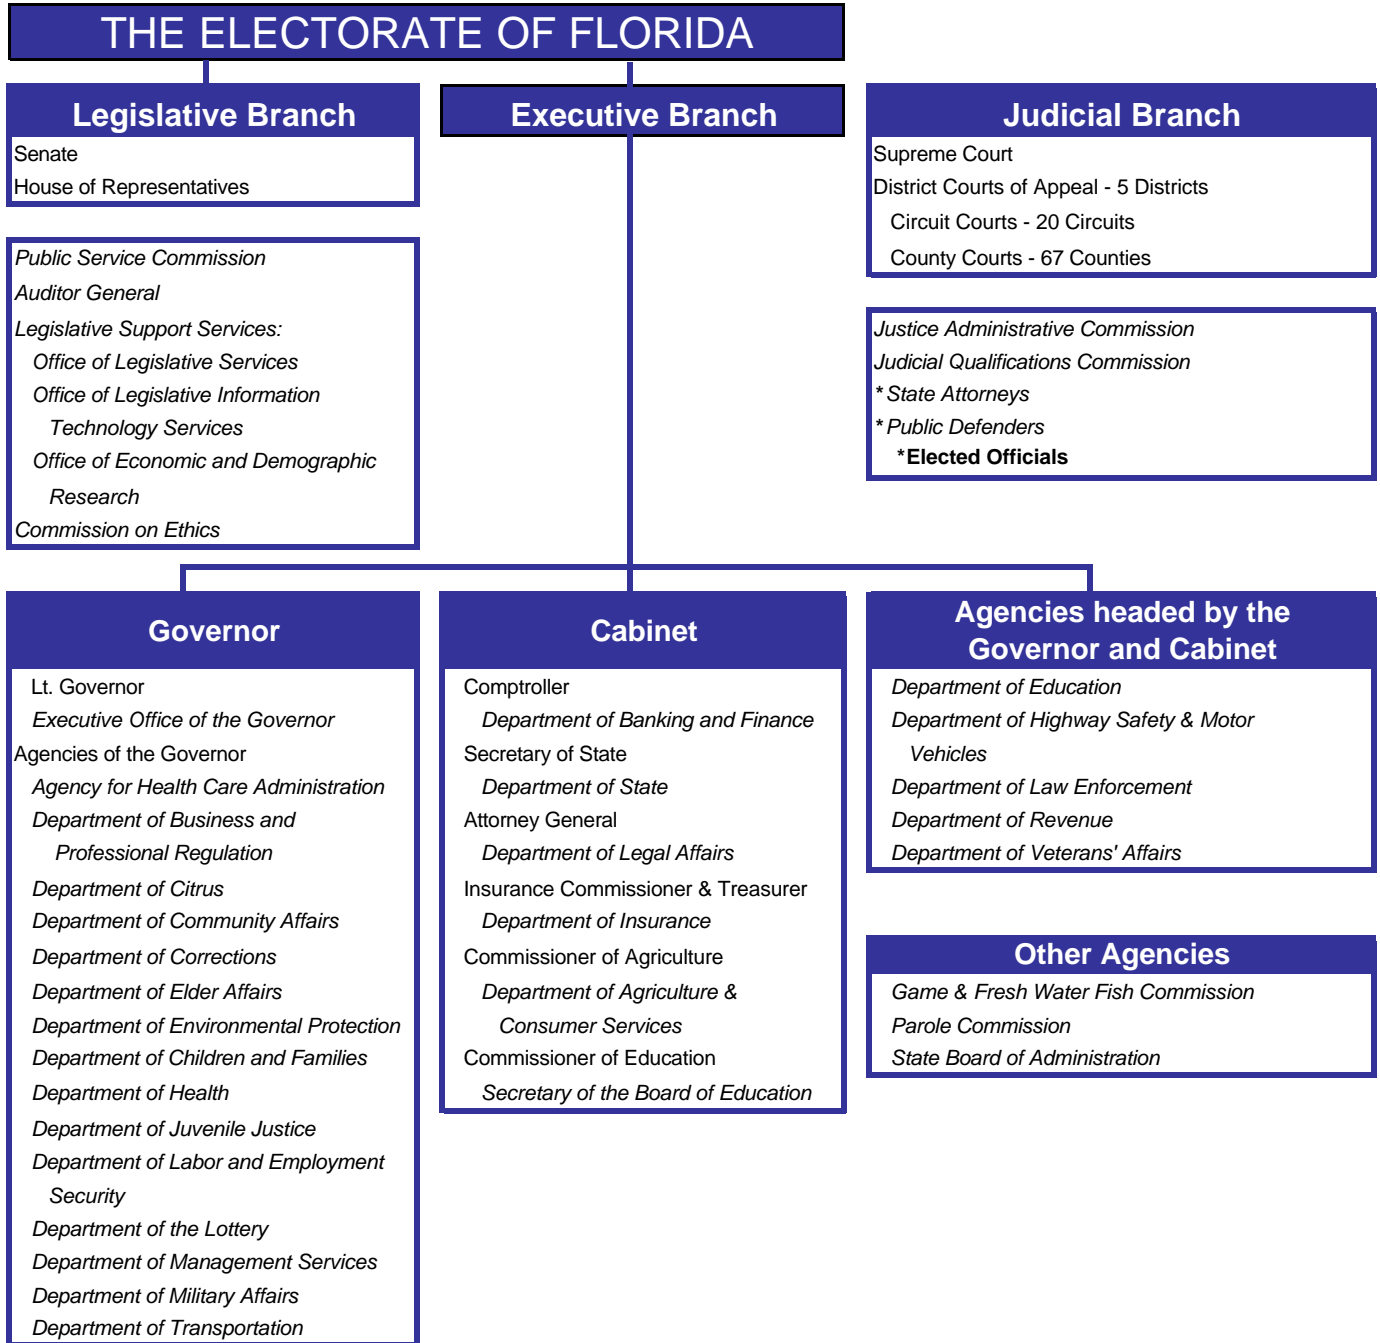 THE ELECTORATE OF FLORIDA
Legislative Branch
Senate
House of Representatives
Public Service Commission
Auditor General
Legislative Support Services:
Office of Legislative Services
Office of Legislative Information
Technology Services
Office of Economic and Demographic
Research
Commission on Ethics
Executive Branch
Judicial Branch
Supreme Court
District Courts of Appeal - 5 Districts
Circuit Courts - 20 Circuits
County Courts - 67 Counties
Justice Administrative Commission
Judicial Qualifications Commission
*State Attorneys
*Public Defenders
*Elected Officials
Governor
Lt. Governor
Executive Office of the Governor
Agencies of the Governor
Agency for Health Care Administration
Department of Business and
Professional Regulation
Department of Citrus
Department of Community Affairs
Department of Corrections
Department of Elder Affairs
Department of Environmental Protection
Department of Children and Families
Department of Health
Department of Juvenile Justice
Department of Labor and Employment
Security
Department of the Lottery
Department of Management Services
Department of Military Affairs
Department of Transportation
Cabinet
Comptroller
Department of Banking and Finance
Secretary of State
Department of State
Attorney General
Department of Legal Affairs
Insurance Commissioner & Treasurer
Department of Insurance
Commissioner of Agriculture
Department of Agriculture &
Consumer Services
Commissioner of Education
Secretary of the Board of Education
Agencies headed by the
Governor and Cabinet
Department of Education
Department of Highway Safety & Motor
Vehicles
Department of Law Enforcement
Department of Revenue
Department of Veterans' Affairs
Other Agencies
Game & Fresh Water Fish Commission
Parole Commission
State Board of Administration